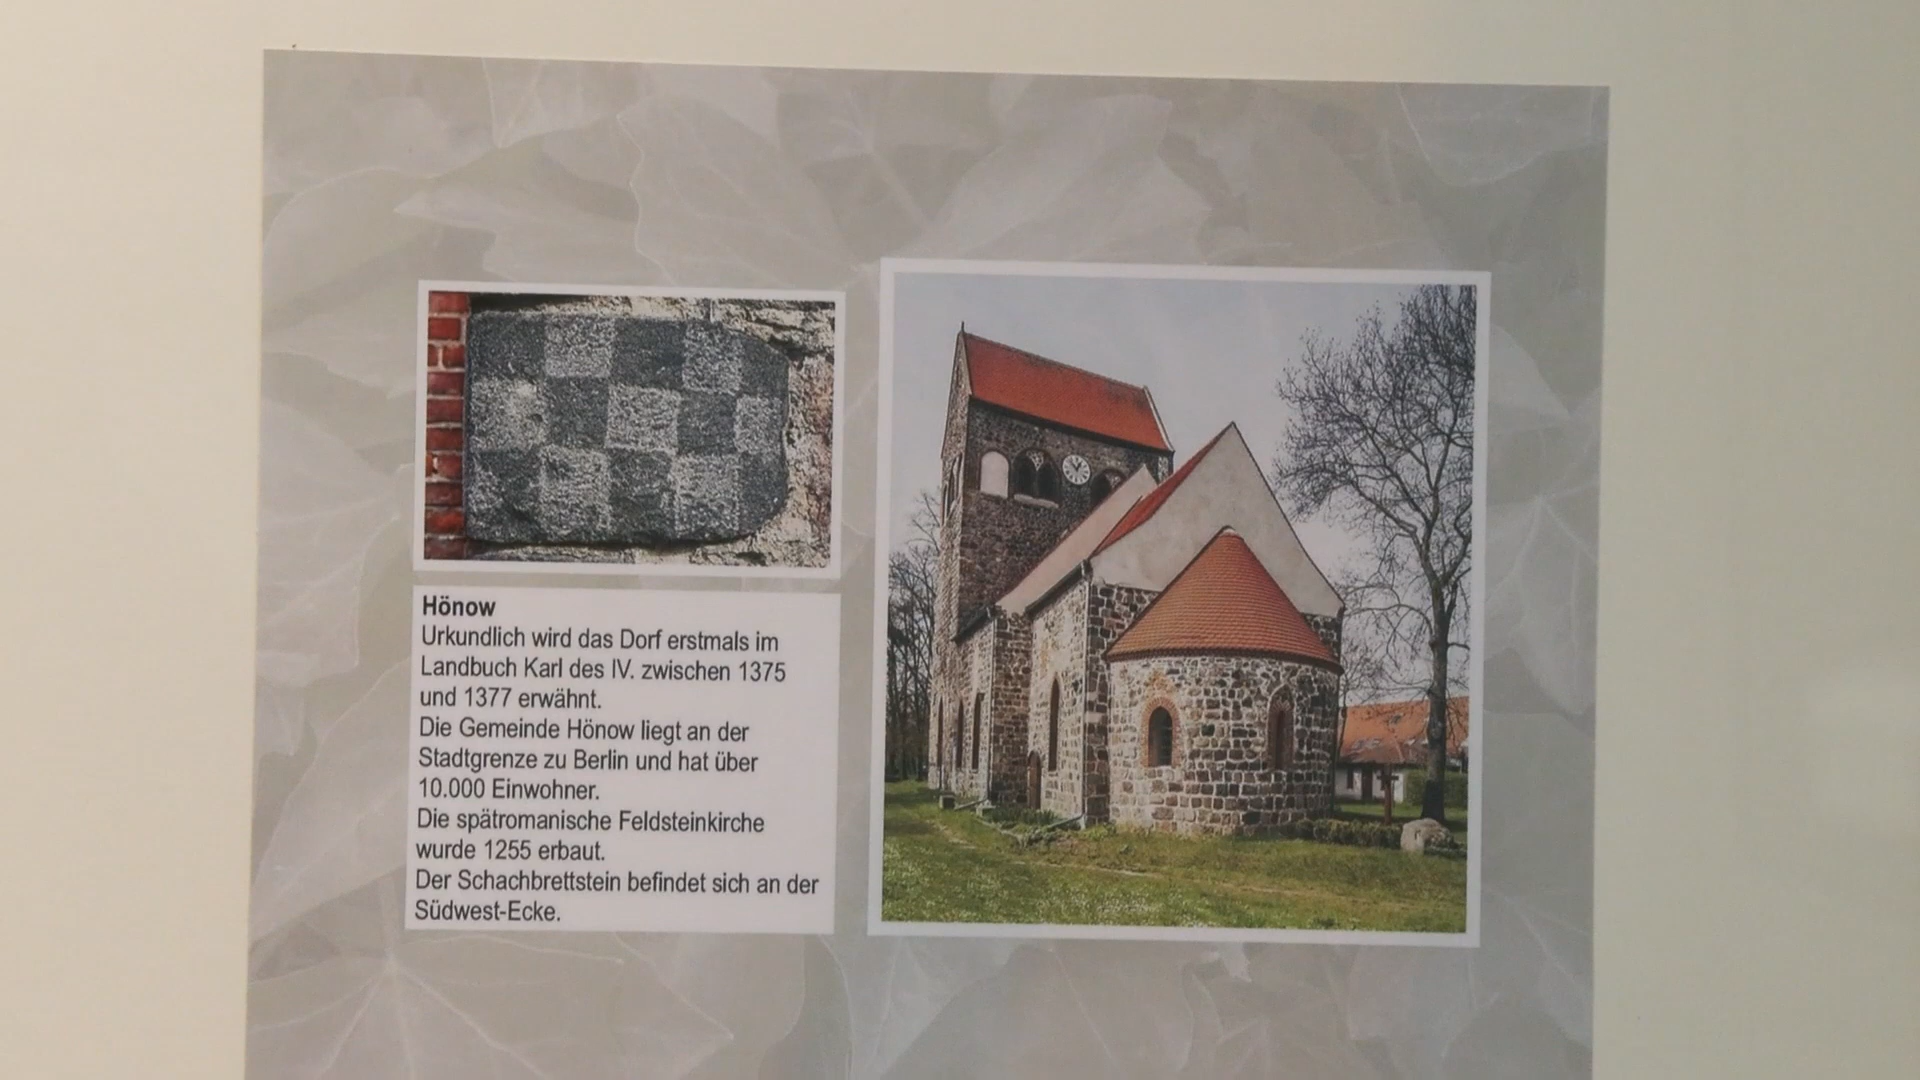 Hönow
Urkundlich wird das Dorf erstmals im
Landbuch Karl des IV. zwischen 1375
und 1377 erwähnt.
Die Gemeinde Hönow liegt an der
Stadtgrenze zu Berlin und hat über
10.000 Einwohner.
Die spätromanische Feldsteinkirche
wurde 1255 erbaut.
Der Schachbrettstein befindet sich an der
Südwest-Ecke.